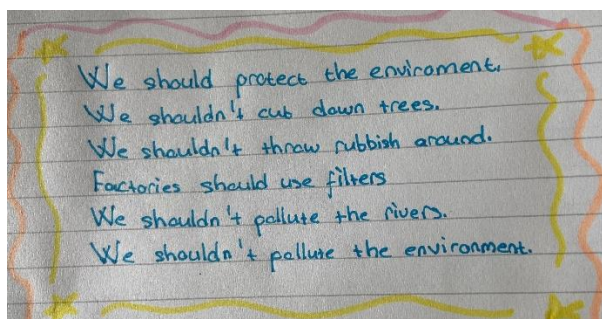 We should protect the enviroment.
We shouldn't cut down trees.
We shouldn't throw rubbish around.
Factories should use filters
We shouldn't pollute the rivers.
We shouldn't pollute the environment.